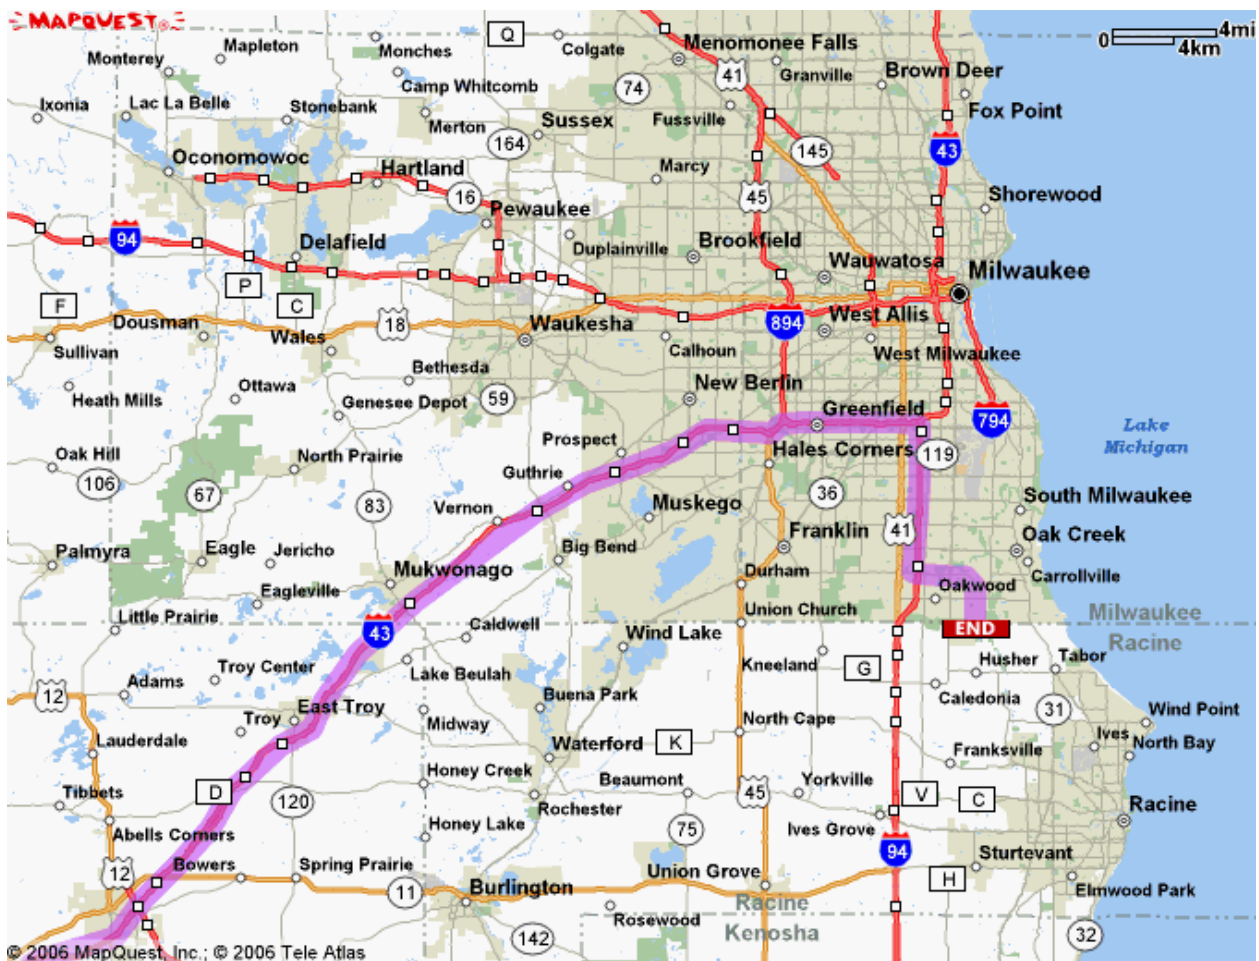 MAPQUEST
Q
Mapleton
Monches
Colgate
Menomonee Falls
0 4mi
4km
Monterey
41
Granville
Brown Deer
Camp Whitcomb
74
Ixonia
Lac La Belle
Stonebank
Merton
Sussex
Fussville
Fox Point
164
145
43
Oconomowoc
Hartland
Marcy
16
45
Shorewood
Pewaukee
94
Delafield
Duplainville
Brookfield
Wauwatosa
Milwaukee
P
F
C
Dousman
18
Waukesha
894
West Allis
Sullivan
Wales
Calhoun
West Milwaukee
Bethesda
Heath Mills
Ottawa
New Berlin
59
Genesee Depot
Greenfield
794
Lake
Michigan
Prospect
Hales Corners
119
Oak Hill
North Prairie
106
67
Guthrie
36
83
Muskego
South Milwaukee
Vernon
Franklin
41
Oak Creek
Palmyra
Eagle
Jericho
Big Bend
Mukwonago
Durham
Oakwood
Carrollville
Eagleville
Little Prairie
Union Church
Milwaukee
43
Caldwell
Wind Lake
END
Racine
Troy Center
Lake Beulah
Kneeland
G
Husher
Tabor
12
Adams
Buena Park
Caledonia
East Troy
31
Troy
Midway
North Cape
Wind Point
Lauderdale
Waterford
K
Franksville
Ives
North Bay
Honey Creek
Beaumont
Yorkville
D
45
V
C
Tibbets
120
Rochester
Racine
Abells Corners
Honey Lake
75
Ives Grove
94
12
Bowers
Spring Prairie
Union Grove
Sturtevant
11
Burlington
H
Elmwood Park
Racine
Rosewood
Kenosha
142
32
© 2006 MapQuest, Inc.; © 2006 Tele Atlas